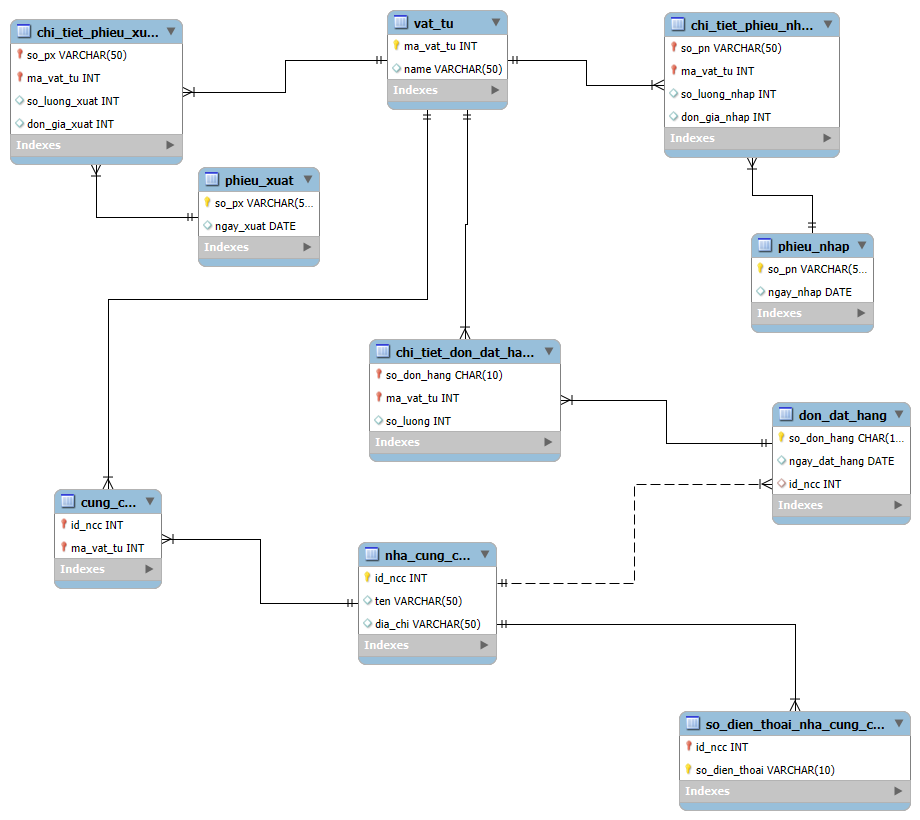 chi_tiet_phieu_xu...
so_px VARCHAR(50)
ma_vat_tu INT
so_luong_xuat INT
don_gia_xuat INT
Indexes
vat_tu
ma_vat_tu INT
name VARCHAR(50)
Indexes
chi_tiet_phieu_nh...
so_pn VARCHAR(50)
ma_vat_tu INT
so_luong_nhap INT
don_gia_nhap INT
Indexes
phieu_xuat
so_px VARCHAR(5...
ngay_xuat DATE
Indexes
phieu_nhap
so_pn VARCHAR(5...
ngay_nhap DATE
Indexes
chi_tiet_don_dat_ha...
so_don_hang CHAR(10)
ma_vat_tu INT
so_luong INT
Indexes
don_dat_hang
so_don_hang CHAR(1...
ngay_dat_hang DATE
id_ncc INT
Indexes
cung_c...
id_ncc INT
ma_vat_tu INT
Indexes
nha_cung_c...
id_ncc INT
ten VARCHAR(50)
dia_chi VARCHAR(50)
Indexes
so_dien_thoai_nha_cung_c...
id_ncc INT
so_dien_thoai VARCHAR(10)
Indexes